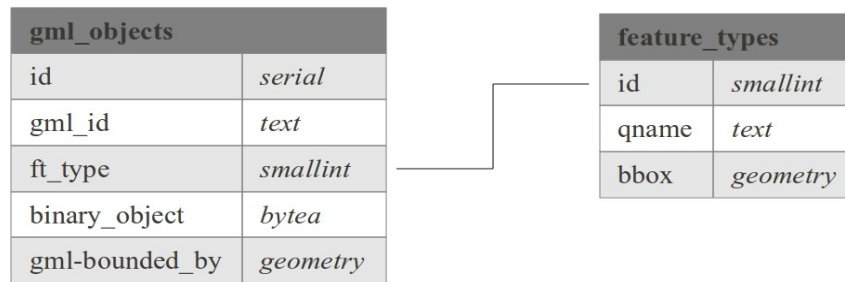 gml_objects
id serial
gml_id text
ft_type smallint
binary_object bytea
gml-bounded_by geometry
feature_types
id smallint
qname text
bbox geometry